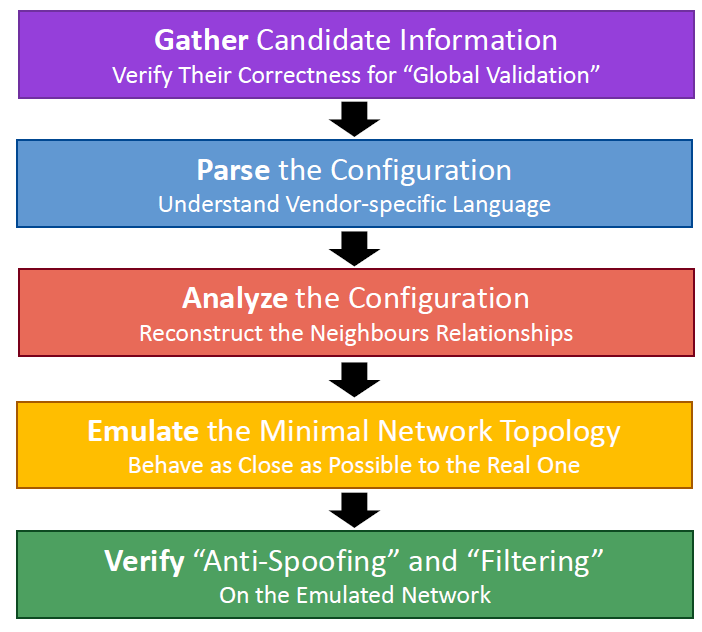 Gather Candidate Information
Verify Their Correctness for “Global Validation”
Parse the Configuration
Understand Vendor-specific Language
Analyze the Configuration
Reconstruct the Neighbours Relationships
Emulate the Minimal Network Topology
Behave as Close as Possible to the Real One
Verify “Anti-Spoofing” and “Filtering”
On the Emulated Network